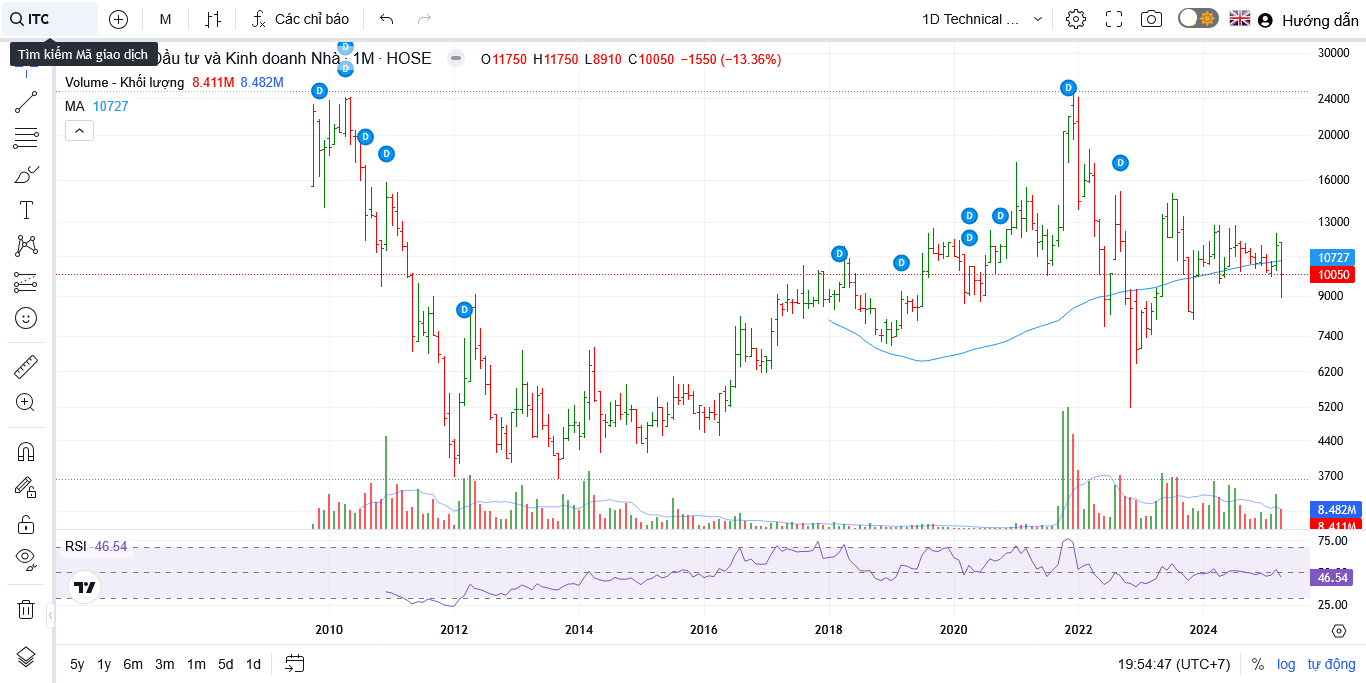 ITC
M
Các chỉ báo
1D Technical ...
Hướng dẫn
Tìm kiếm Mã giao dịch
Đầu tư và Kinh doanh Nhà · 1M · HOSE
O11750 H11750 L8910 C10050 −1550 (−13.36%)
Volume - Khối lượng 8.411M 8.482M
MA 10727
D
D
D
D
D
D
D
D
D
D
D
D
D
30000
24000
20000
16000
13000
10727
10050
9000
7400
6200
5200
4400
3700
8.482M
8.411M
RSI 46.54
75.00
46.54
25.00
2010 2012 2014 2016 2018 2020 2022 2024
5y 1y 6m 3m 1m 5d 1d
19:54:47 (UTC+7) % log tự động